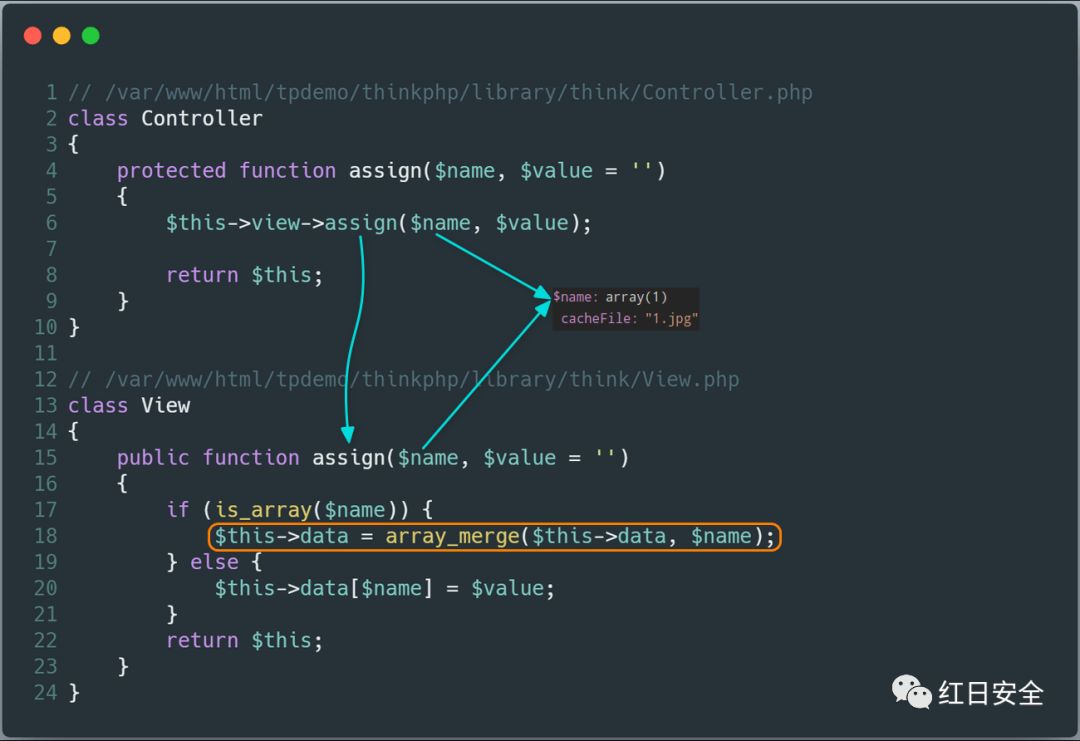 1 // /var/www/html/tpdemo/thinkphp/library/think/Controller.php
2 class Controller
3 {
4     protected function assign($name, $value = '')
5     {
6         $this->view->assign($name, $value);
7
8         return $this;
9     }
10 }
$name: array(1)
cacheFile: "1.jpg"
11
12 // /var/www/html/tpdemo/thinkphp/library/think/View.php
13 class View
14 {
15     public function assign($name, $value = '')
16     {
17         if (is_array($name)) {
18             $this->data = array_merge($this->data, $name);
19         } else {
20             $this->data[$name] = $value;
21         }
22         return $this;
23     }
24 }
红日安全